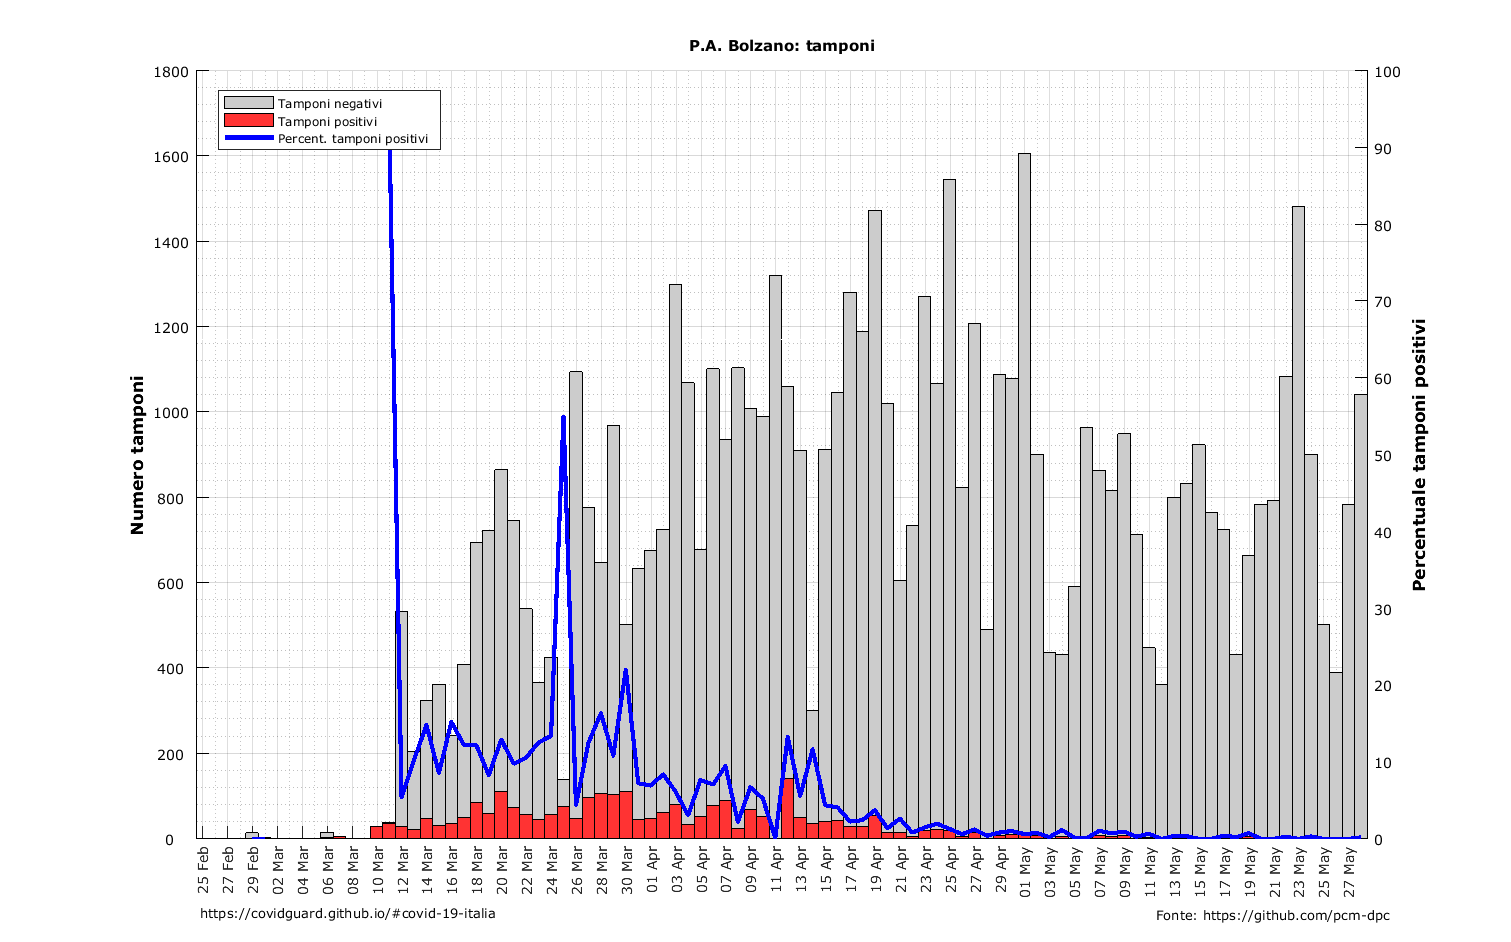 P.A. Bolzano: tamponi
Tamponi negativi
Tamponi positivi
Percent. tamponi positivi
Numero tamponi
1800
1600
1400
1200
1000
800
600
400
200
0
Percentuale tamponi positivi
100
90
80
70
60
50
40
30
20
10
0
25 Feb
27 Feb
29 Feb
02 Mar
04 Mar
06 Mar
08 Mar
10 Mar
12 Mar
14 Mar
16 Mar
18 Mar
20 Mar
22 Mar
24 Mar
26 Mar
28 Mar
30 Mar
01 Apr
03 Apr
05 Apr
07 Apr
09 Apr
11 Apr
13 Apr
15 Apr
17 Apr
19 Apr
21 Apr
23 Apr
25 Apr
27 Apr
29 Apr
01 May
03 May
05 May
07 May
09 May
11 May
13 May
15 May
17 May
19 May
21 May
23 May
25 May
27 May
https://covidguard.github.io/#covid-19-italia
Fonte: https://github.com/pcm-dpc